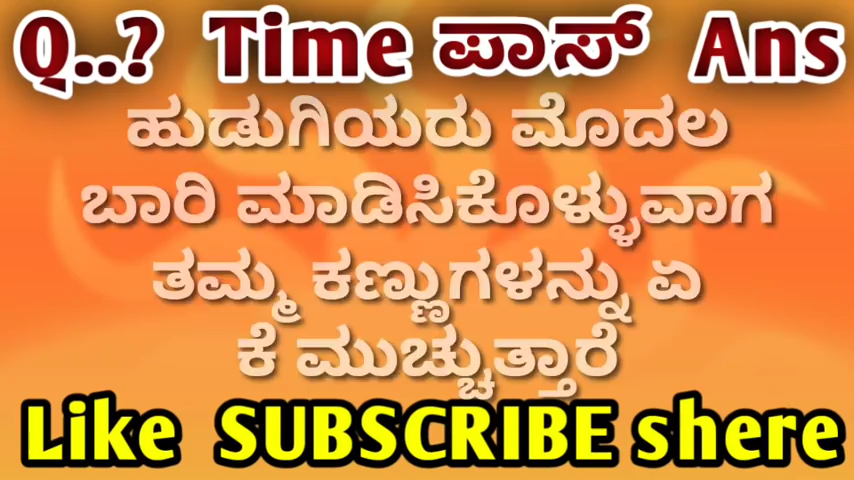 Q..? Time ಪಾಸ್ Ans
ಹುಡುಗಿಯರು ಮೊದಲ
ಬಾರಿ ಮಾಡಿಸಿಕೊಳ್ಳುವಾಗ
ತಮ್ಮ ಕಣ್ಣುಗಳನ್ನು ಏ
ಕೆ ಮುಚ್ಚುತ್ತಾರೆ
Like SUBSCRIBE shere